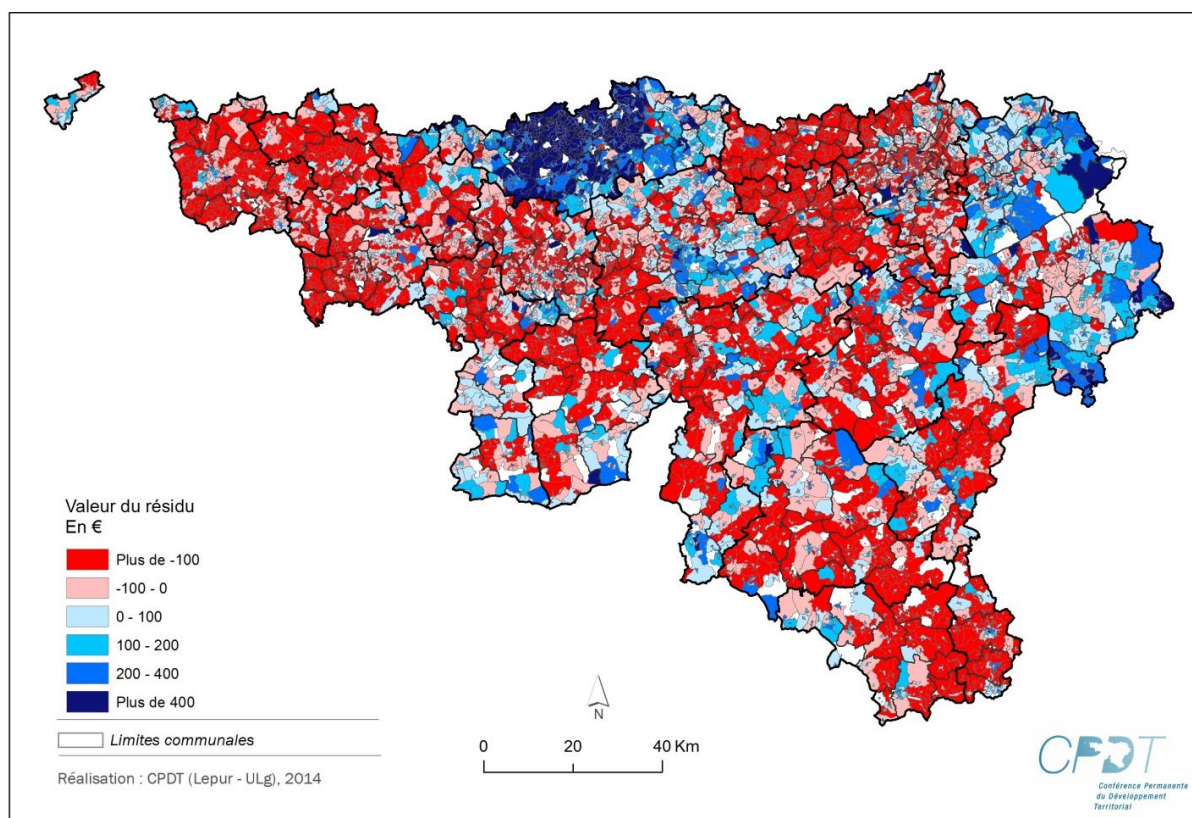 Valeur du résidu
En €
Plus de -100
-100 - 0
0 - 100
100 - 200
200 - 400
Plus de 400
Limites communales
Réalisation : CPDT (Lepur - ULg), 2014
N
0 20 40 Km
CPDT
Conférence Permanente
du Développement
Territorial